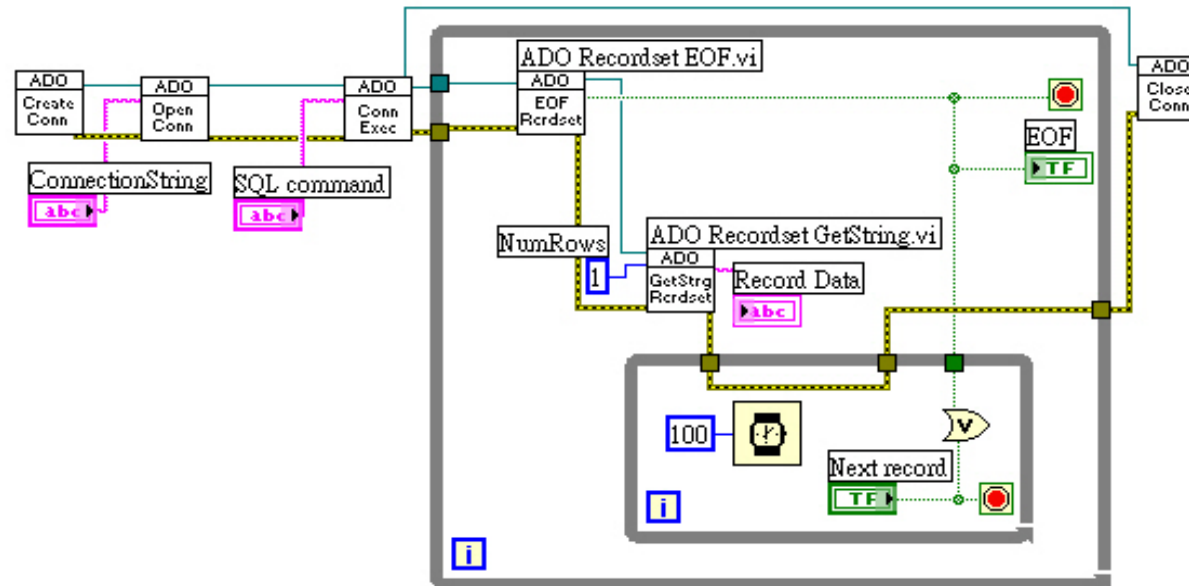 ADO
Create
Conn
ADO
Open
Conn
ADO
Conn
Exec
ConnectionString
abc
SQL command
abc
ADO Recordset EOF.vi
ADO
EOF
Rcrdset
EOF
TF
ADO
Close
Conn
NumRows
1
ADO Recordset GetString.vi
ADO
GetStrg
Rcrdset
Record Data
abc
100
V
Next record
TF
i
i